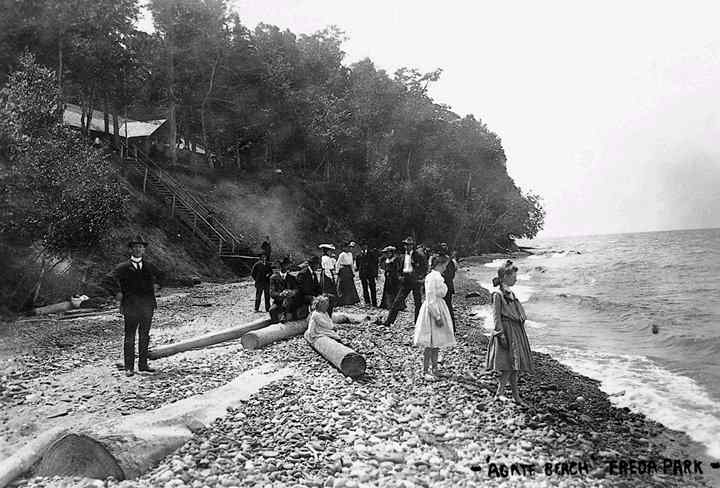 - "AGATE BEACH" FREDA PARK -